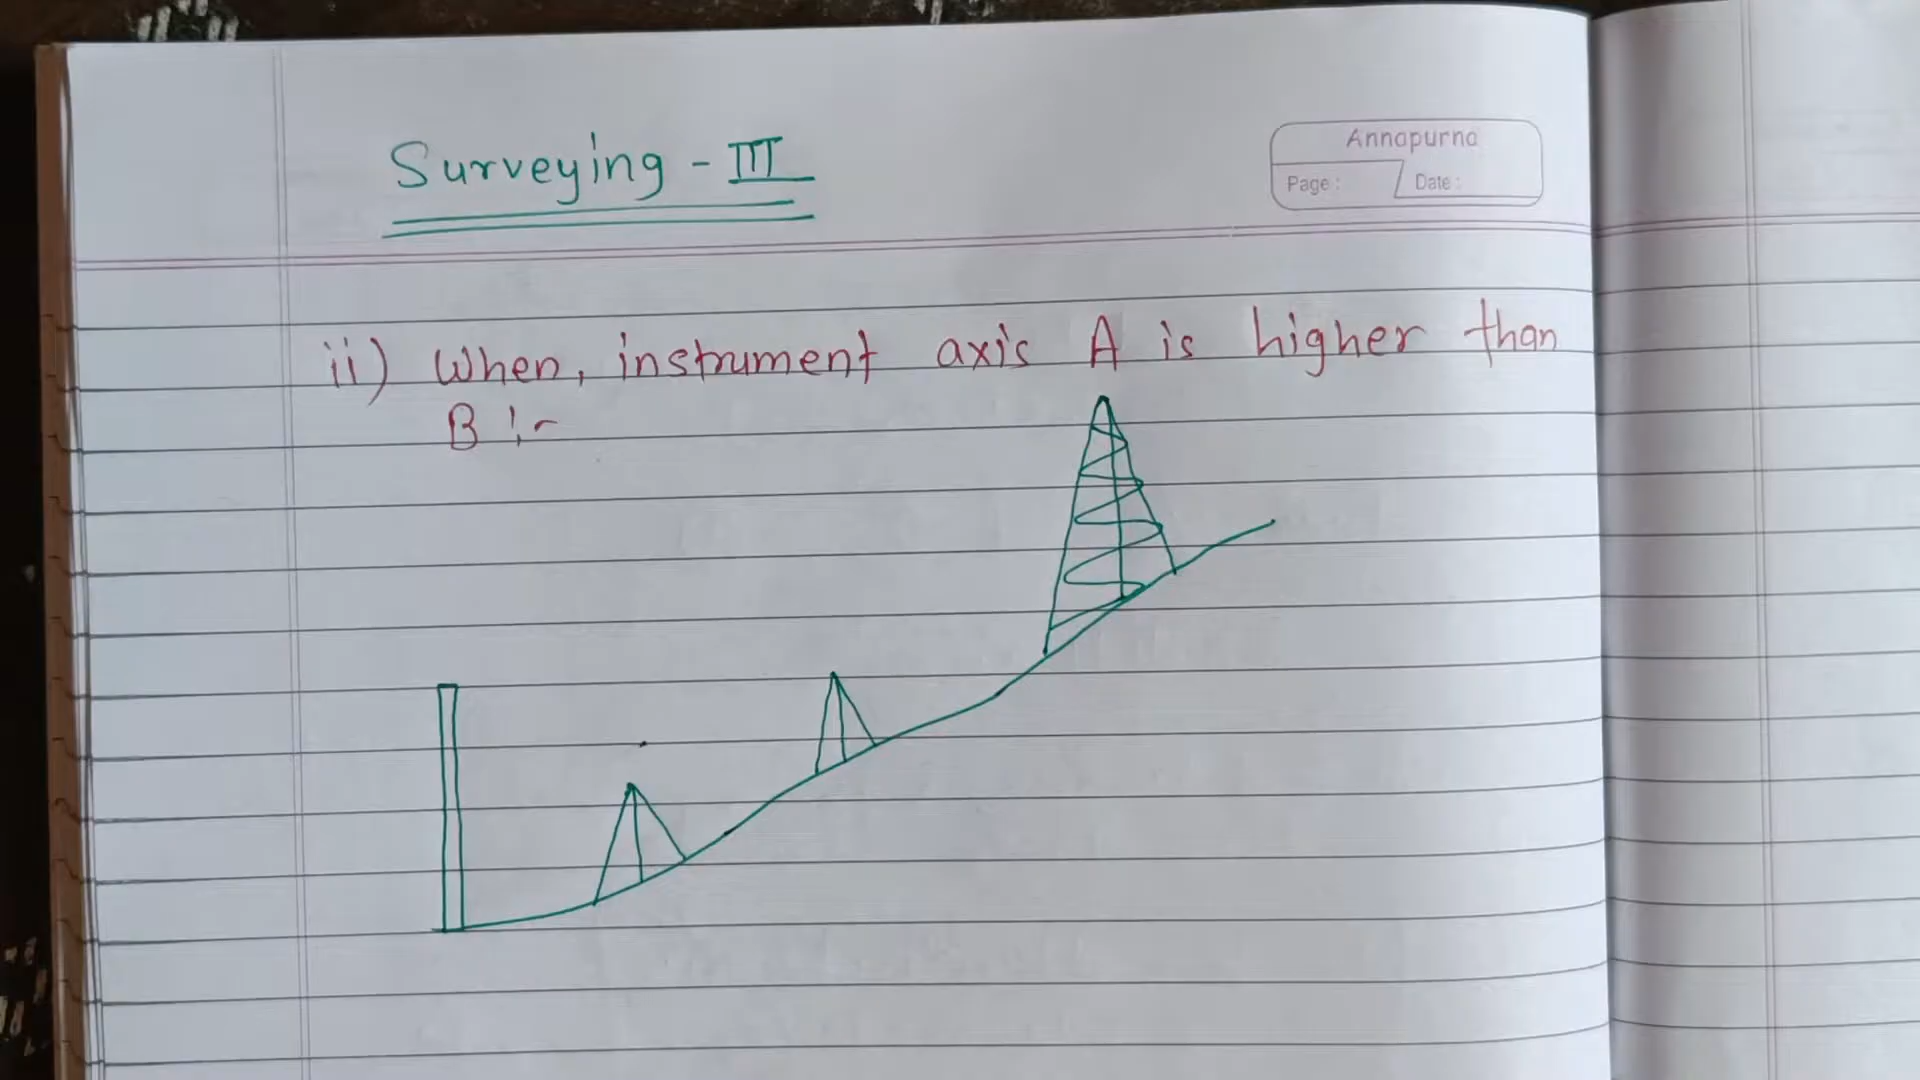 Surveying - III
Annapurna
Page :
Date :
ii) When, instrument axis A is higher than
B :-